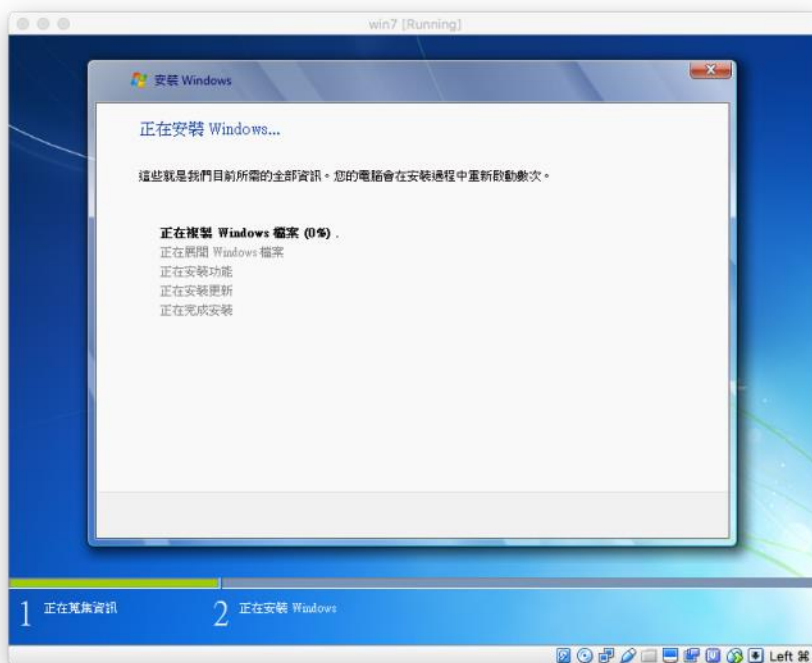 win7 [Running]
安裝 Windows
正在安裝 Windows...
這些就是我們目前所需的全部資訊。您的電腦會在安裝過程中重新啟動數次。
正在複製 Windows 檔案 (0%) .
正在展開 Windows 檔案
正在安裝功能
正在安裝更新
正在完成安裝
1 正在蒐集資訊
2 正在安裝 Windows
Left ⌘